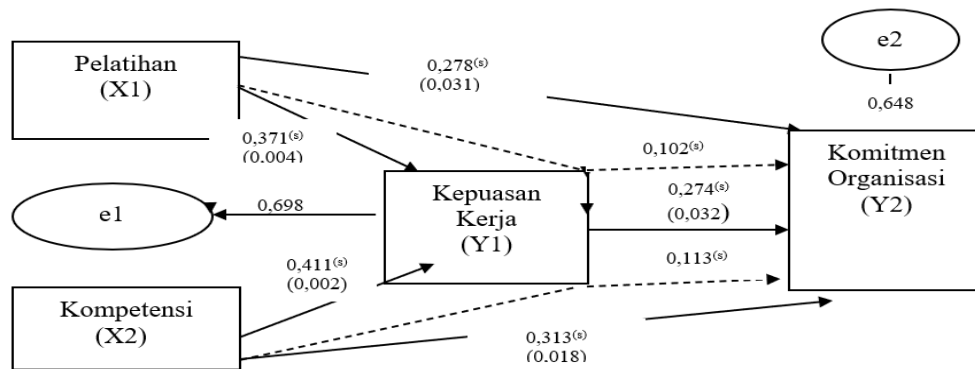 Pelatihan
(X1)
0,278(s)
(0,031)
e2
0,648
0,371(s)
(0.004)
0,102(s)
Komitmen
Organisasi
(Y2)
Kepuasan
Kerja
(Y1)
0,274(s)
(0,032)
e1
0,698
0,411(s)
(0,002)
0,113(s)
Kompetensi
(X2)
0,313(s)
(0.018)